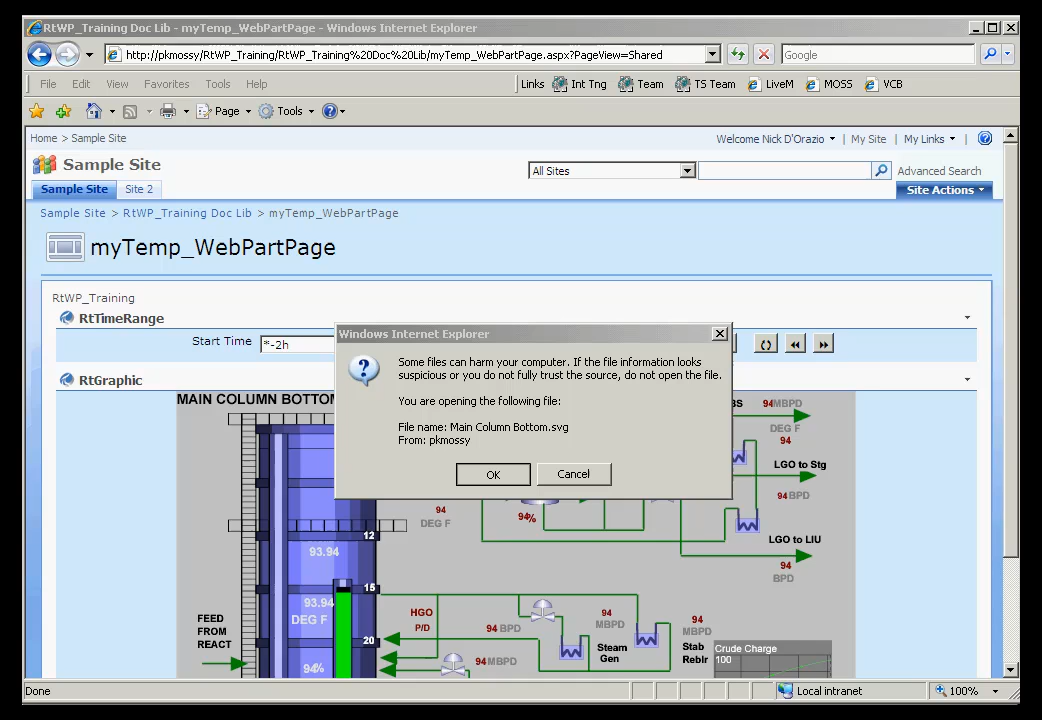 RtWP_Training Doc Lib - myTemp_WebPartPage - Windows Internet Explorer
http://pkmossy/RtWP_Training/RtWP_Training%20Doc%20Lib/myTemp_WebPartPage.aspx?PageView=Shared
Google
File Edit View Favorites Tools Help
Links Int Tng Team TS Team LiveM MOSS VCB
Page Tools
Home > Sample Site
Welcome Nick D'Orazio | My Site | My Links |
Sample Site
All Sites
Advanced Search
Sample Site Site 2
Site Actions
Sample Site > RtWP_Training Doc Lib > myTemp_WebPartPage
myTemp_WebPartPage
RtWP_Training
RtTimeRange
Start Time *-2h
RtGraphic
Windows Internet Explorer
Some files can harm your computer. If the file information looks
suspicious or you do not fully trust the source, do not open the file.
You are opening the following file:
File name: Main Column Bottom.svg
From: pkmossy
OK Cancel
MAIN COLUMN BOTTOM
94 MBPD
DEG F
94
LGO to Stg
94 BPD
94
DEG F
94%
12
LGO to LIU
94
BPD
93.94
15
93.94
DEG F
HGO
P/D
94 BPD
94
MBPD
94
MBPD
FEED
FROM
REACT
20
Steam
Gen
Stab
Reblr
Crude Charge
100
94%
94 MBPD
Done
Local intranet
100%